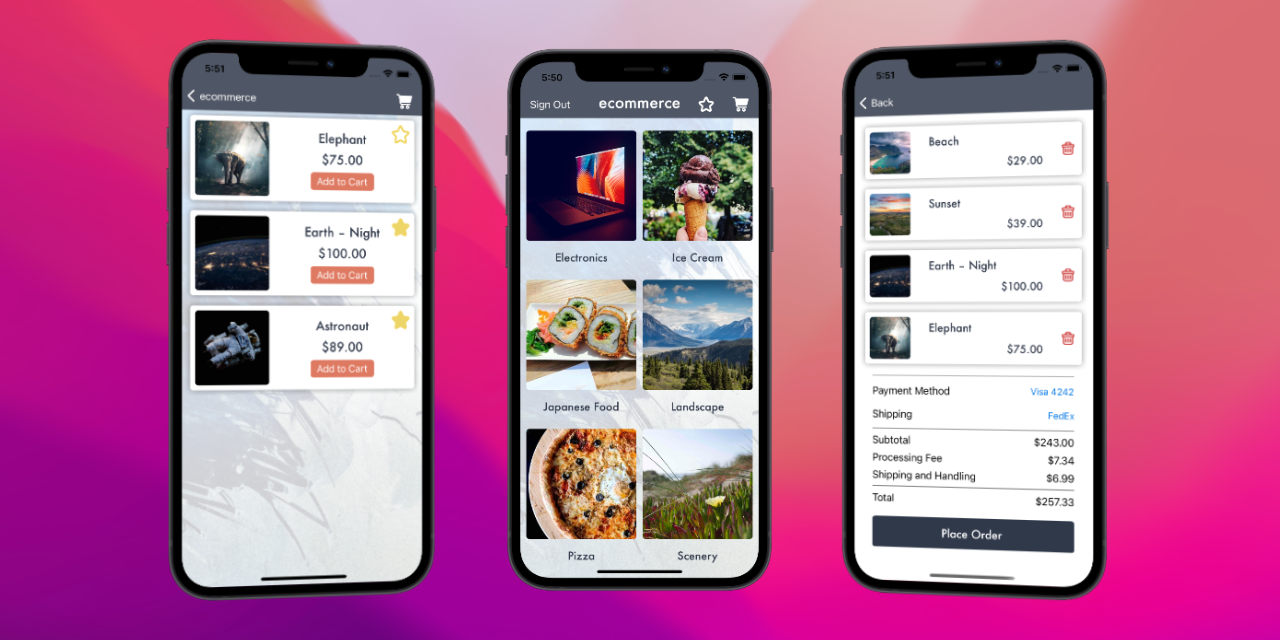 5:51
ecommerce
Elephant
$75.00
Add to Cart
Earth - Night
$100.00
Add to Cart
Astronaut
$89.00
Add to Cart
5:50
Sign Out ecommerce
Electronics Ice Cream
Japanese Food Landscape
Pizza Scenery
5:51
Back
Beach
$29.00
Sunset
$39.00
Earth - Night
$100.00
Elephant
$75.00
Payment Method Visa 4242
Shipping FedEx
Subtotal $243.00
Processing Fee $7.34
Shipping and Handling $6.99
Total $257.33
Place Order